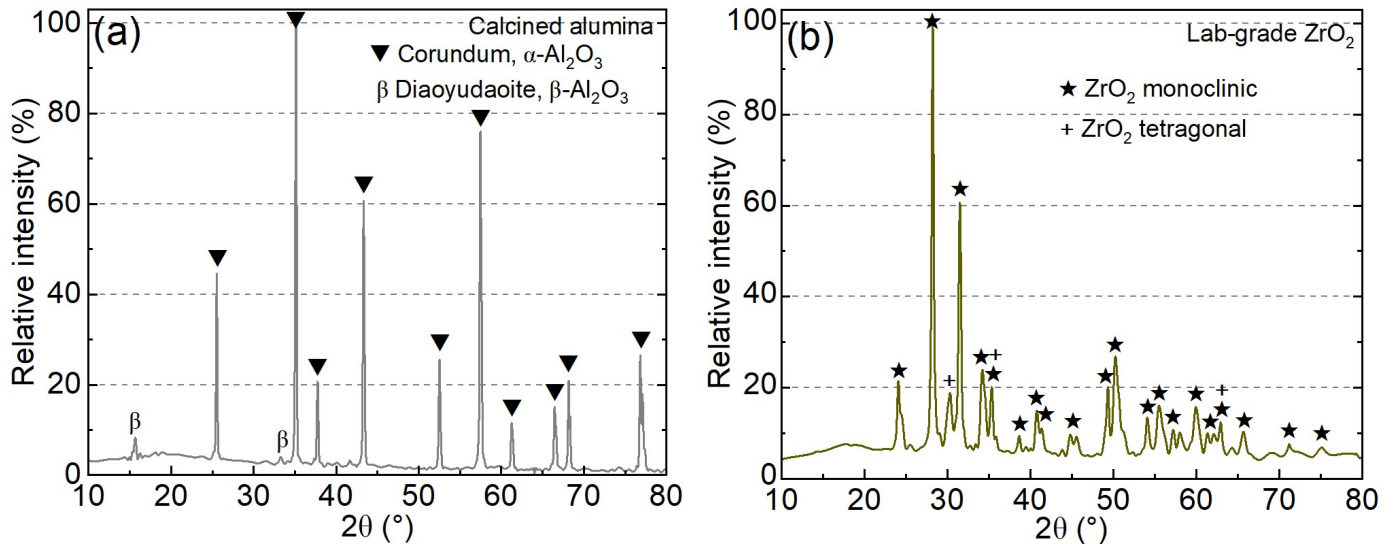 (a)
Calcined alumina
▼ Corundum, α-Al₂O₃
β Diaoyudaoite, β-Al₂O₃
β
β
Relative intensity (%)
100
80
60
40
20
0
10 20 30 40 50 60 70 80
2θ (°)
(b)
Lab-grade ZrO₂
★ ZrO₂ monoclinic
+ ZrO₂ tetragonal
+
+
+
Relative intensity (%)
100
80
60
40
20
0
10 20 30 40 50 60 70 80
2θ (°)